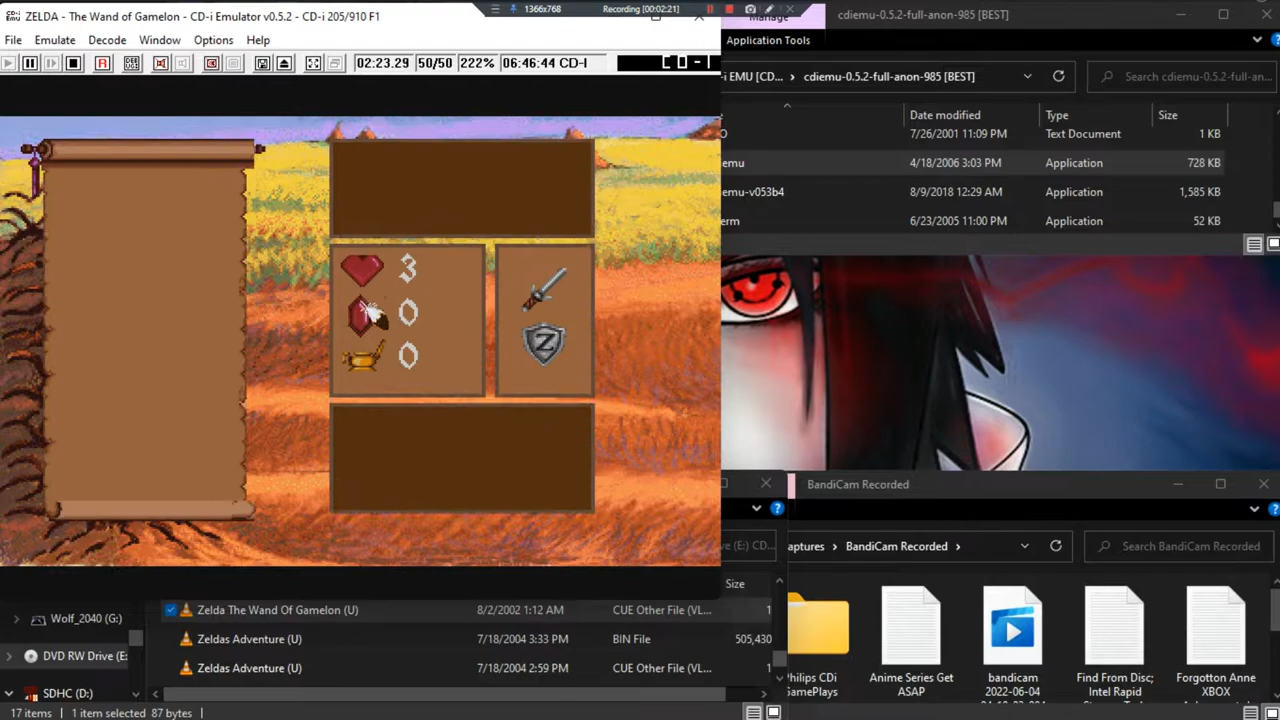 ZELDA - The Wand of Gamelon - CD-i Emulator v0.5.2 - CD-i 205/910 F1
1366x768
Recording [00:02:21]
File
Emulate
Decode
Window
Options
Help
02:23.29
50/50
222%
06:46:44 CD-I
CD-I
3
0
0
Z
Manage
cdiemu-0.5.2-full-anon-985 [BEST]
Application Tools
-i EMU [CD...
cdiemu-0.5.2-full-anon-985 [BEST]
Search cdiemu-0.5.2-full-an...
Date modified
Type
Size
O
7/26/2001 11:09 PM
Text Document
1 KB
emu
4/18/2006 3:03 PM
Application
728 KB
emu-v053b4
8/9/2018 12:29 AM
Application
1,585 KB
erm
6/23/2005 11:00 PM
Application
52 KB
(E:) CD...
Size
Wolf_2040 (G:)
DVD RW Drive (E:
SDHC (D:)
Zelda The Wand Of Gamelon (U)
8/2/2002 1:12 AM
CUE Other File (VL...
1
Zeldas Adventure (U)
7/18/2004 3:33 PM
BIN File
505,430
Zeldas Adventure (U)
7/18/2004 2:59 PM
CUE Other File (VL...
1
17 items
1 item selected 87 bytes
BandiCam Recorded
aptures
BandiCam Recorded
Search BandiCam Recorded
Philips CDi
GamePlays
Anime Series Get
ASAP
bandicam
2022-06-04
Find From Disc;
Intel Rapid
Forgotton Anne
XBOX